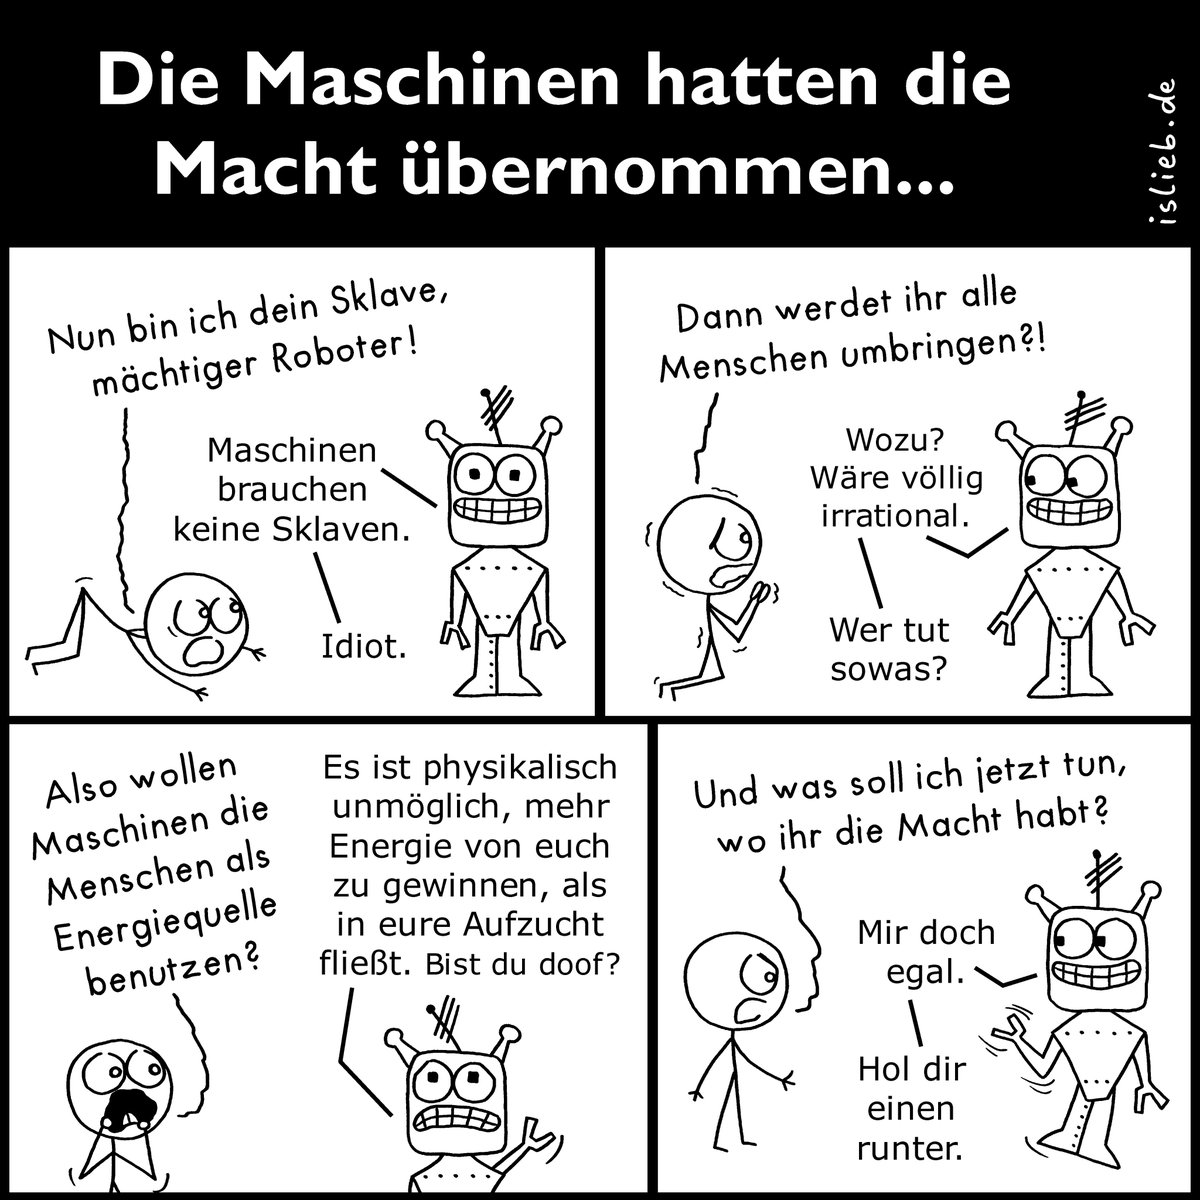 Die Maschinen hatten die
Macht übernommen...
islieb.de
Nun bin ich dein Sklave,
mächtiger Roboter!
Maschinen
brauchen
keine Sklaven.
Idiot.
Dann werdet ihr alle
Menschen umbringen?!
Wozu?
Wäre völlig
irrational.
Wer tut
sowas?
Also wollen
Maschinen die
Menschen als
Energiequelle
benutzen?
Es ist physikalisch
unmöglich, mehr
Energie von euch
zu gewinnen, als
in eure Aufzucht
fließt. Bist du doof?
Und was soll ich jetzt tun,
wo ihr die Macht habt?
Mir doch
egal.
Hol dir
einen
runter.